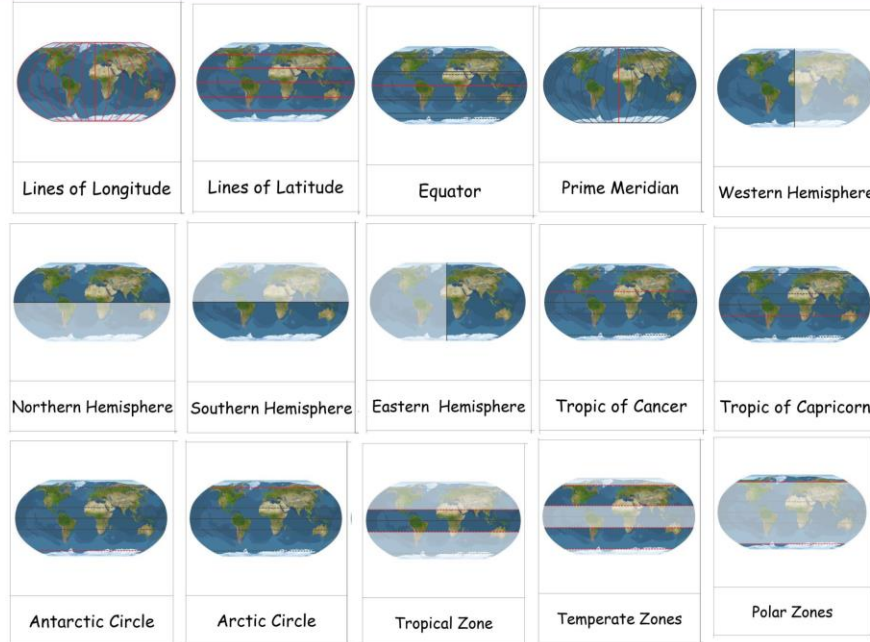 Lines of Longitude
Lines of Latitude
Equator
Prime Meridian
Western Hemisphere
Northern Hemisphere
Southern Hemisphere
Eastern Hemisphere
Tropic of Cancer
Tropic of Capricorn
Antarctic Circle
Arctic Circle
Tropical Zone
Temperate Zones
Polar Zones